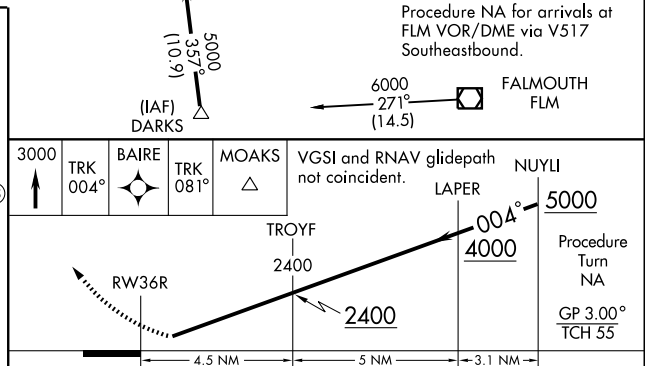 Procedure NA for arrivals at
FLM VOR/DME via V517
Southeastbound.
5000
357°
(10.9)
(IAF)
DARKS
6000
271°
(14.5)
FALMOUTH
FLM
3000
TRK
004°
BAIRE
TRK
081°
MOAKS
VGSI and RNAV glidepath
not coincident.
NUYLI
LAPER
004°
5000
4000
TROYF
2400
2400
RW36R
Procedure
Turn
NA
GP 3.00°
TCH 55
4.5 NM
5 NM
3.1 NM